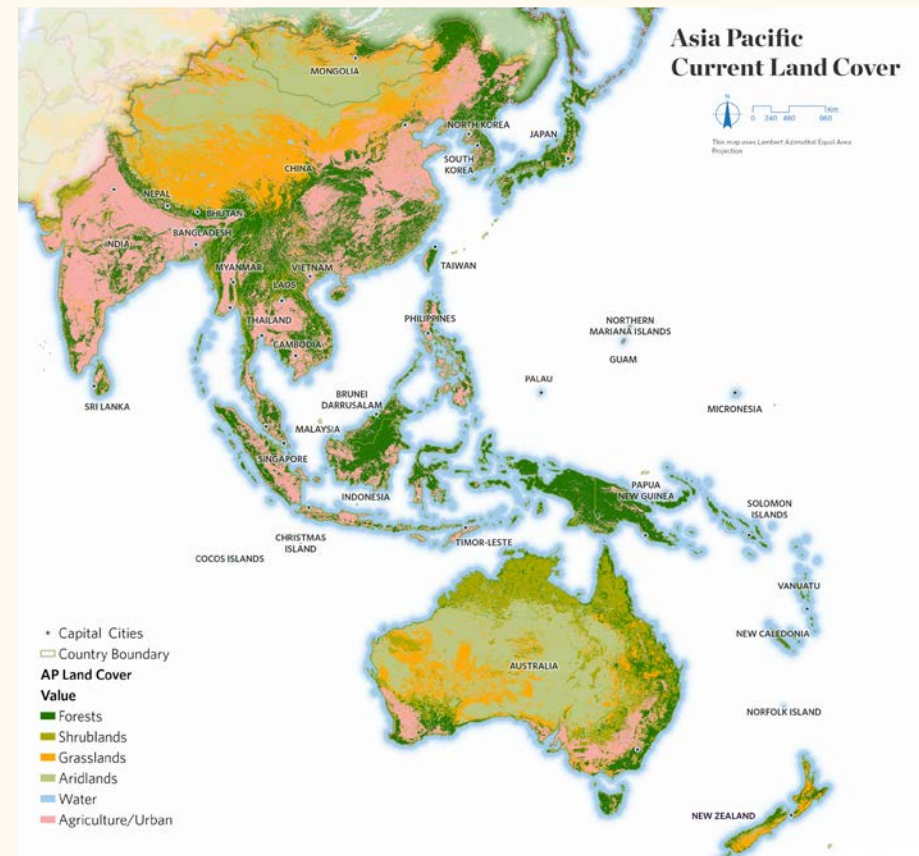 Asia Pacific
Current Land Cover
N
0 240 480 960
Km
This map uses Lambert Azimuthal Equal Area
Projection
MONGOLIA
NORTH KOREA
JAPAN
SOUTH
KOREA
CHINA
NEPAL
BHUTAN
BANGLADESH
INDIA
MYANMAR
VIETNAM
LAOS
TAIWAN
THAILAND
PHILIPPINES
CAMBODIA
NORTHERN
MARIANA ISLANDS
GUAM
PALAU
MICRONESIA
SRI LANKA
BRUNEI
DARRUSALAM
MALAYSIA
SINGAPORE
INDONESIA
PAPUA
NEW GUINEA
SOLOMON
ISLANDS
CHRISTMAS
ISLAND
TIMOR-LESTE
COCOS ISLANDS
VANUATU
NEW CALEDONIA
AUSTRALIA
NORFOLK ISLAND
NEW ZEALAND
Capital Cities
Country Boundary
AP Land Cover
Value
Forests
Shrublands
Grasslands
Aridlands
Water
Agriculture/Urban